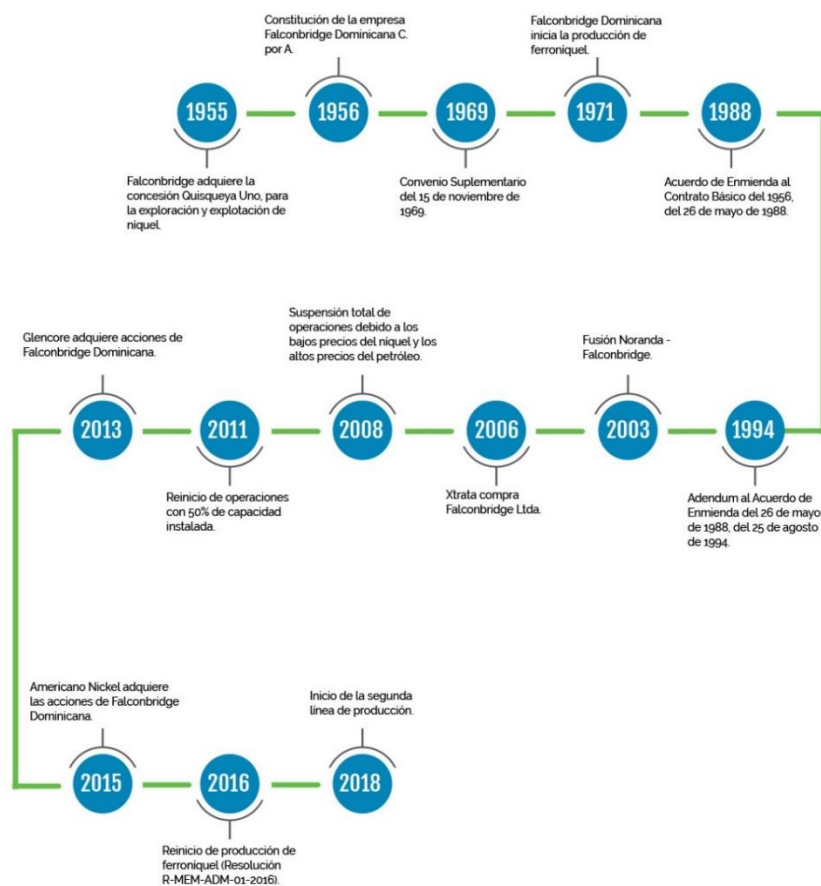 1955
Falconbridge adquiere la
concesión Quisqueya Uno, para
la exploración y explotación de
níquel.
Constitución de la empresa
Falconbridge Dominicana C.
por A.
1956
1969
Convenio Suplementario
del 15 de noviembre de
1969.
Falconbridge Dominicana
inicia la producción de
ferroníquel.
1971
1988
Acuerdo de Enmienda al
Contrato Básico del 1956,
del 26 de mayo de 1988.
1994
Adendum al Acuerdo de
Enmienda del 26 de mayo
de 1988, del 25 de agosto
de 1994.
Fusión Noranda -
Falconbridge.
2003
2006
Xtrata compra
Falconbridge Ltda.
Suspensión total de
operaciones debido a los
bajos precios del níquel y los
altos precios del petróleo.
2008
2011
Reinicio de operaciones
con 50% de capacidad
instalada.
Glencore adquiere acciones de
Falconbridge Dominicana.
2013
Americano Nickel adquiere
las acciones de Falconbridge
Dominicana.
2015
2016
Reinicio de producción de
ferroníquel (Resolución
R-MEM-ADM-01-2016).
Inicio de la segunda
línea de producción.
2018